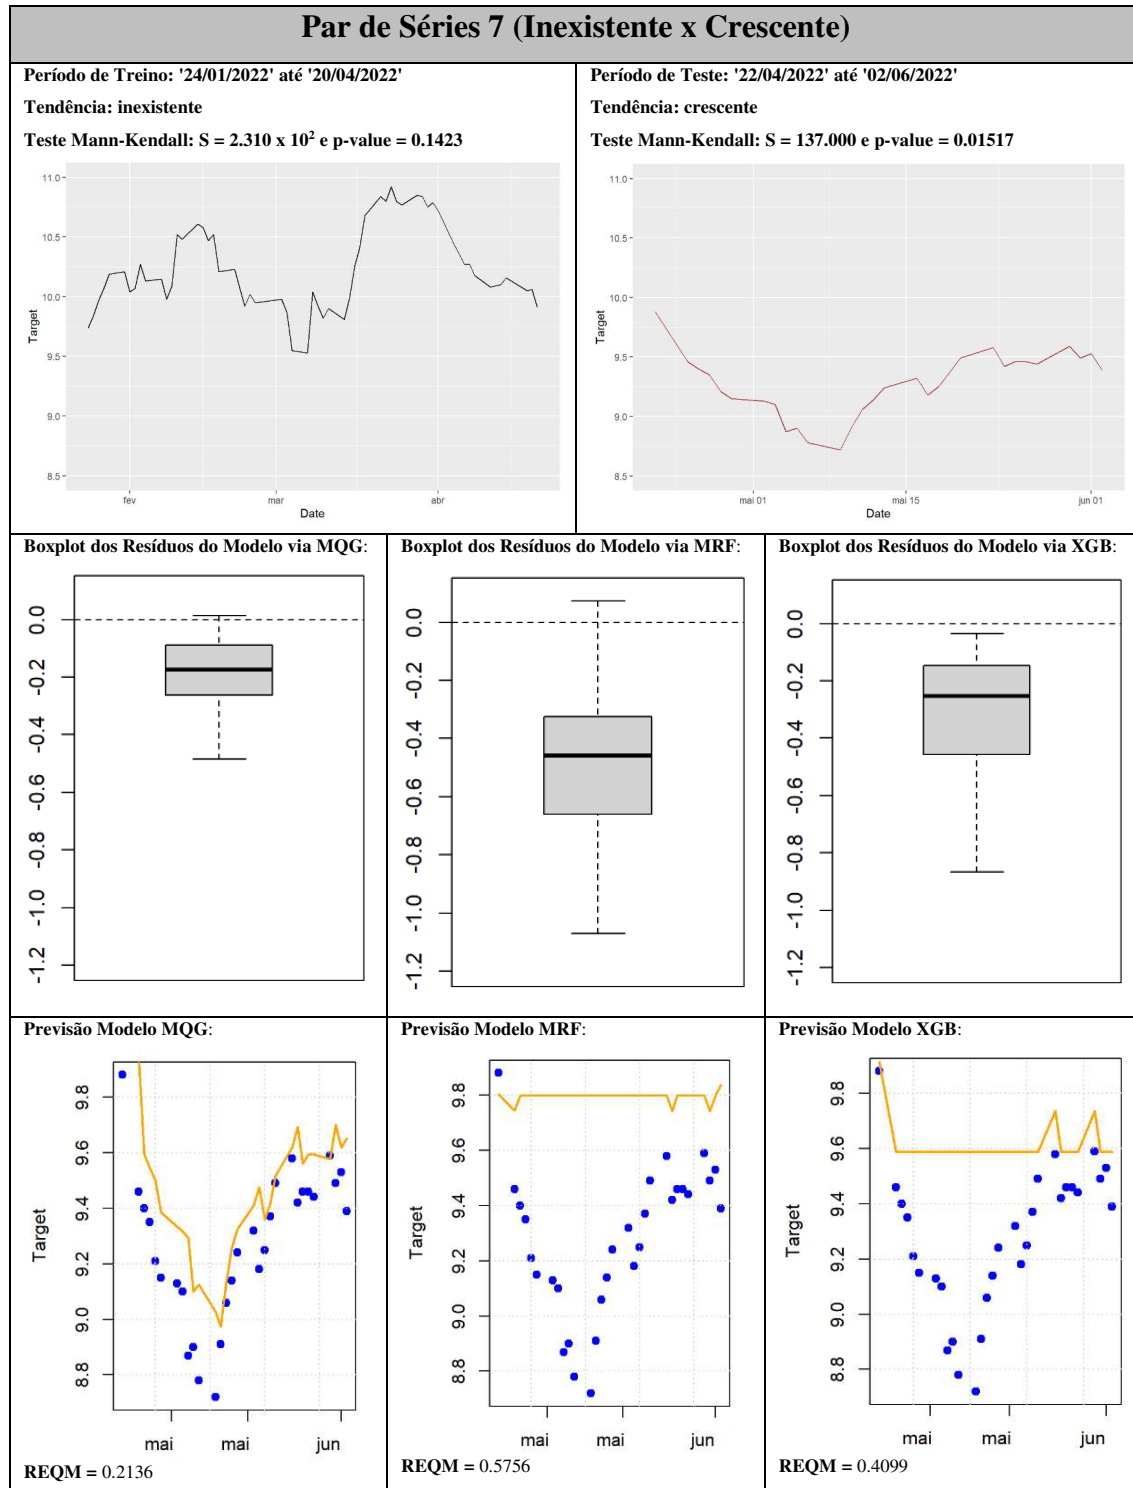 Par de Séries 7 (Inexistente x Crescente)
Período de Treino: '24/01/2022' até '20/04/2022'
Tendência: inexistente
Teste Mann-Kendall: S = 2.310 x 10² e p-value = 0.1423
11.0
10.5
10.0
9.5
9.0
8.5
Target
fev
mar
abr
Date
Período de Teste: '22/04/2022' até '02/06/2022'
Tendência: crescente
Teste Mann-Kendall: S = 137.000 e p-value = 0.01517
11.0
10.5
10.0
9.5
9.0
8.5
Target
mai 01
mai 15
jun 01
Date
Boxplot dos Resíduos do Modelo via MQG:
0.0
-0.2
-0.4
-0.6
-0.8
-1.0
-1.2
Boxplot dos Resíduos do Modelo via MRF:
0.0
-0.2
-0.4
-0.6
-0.8
-1.0
-1.2
Boxplot dos Resíduos do Modelo via XGB:
0.0
-0.2
-0.4
-0.6
-0.8
-1.0
-1.2
Previsão Modelo MQG:
9.8
9.6
9.4
9.2
9.0
8.8
Target
mai
mai
jun
REQM = 0.2136
Previsão Modelo MRF:
9.8
9.6
9.4
9.2
9.0
8.8
Target
mai
mai
jun
REQM = 0.5756
Previsão Modelo XGB:
9.8
9.6
9.4
9.2
9.0
8.8
Target
mai
mai
jun
REQM = 0.4099